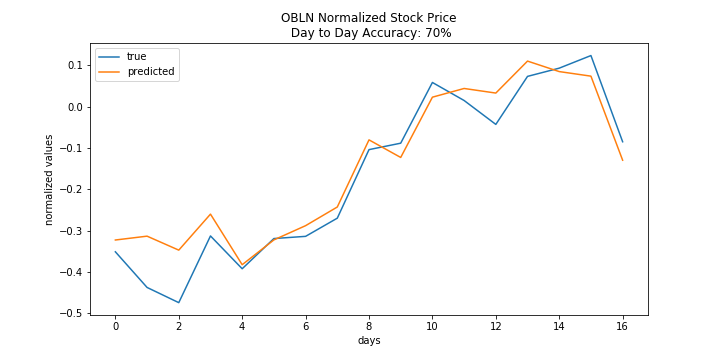 OBLN Normalized Stock Price
Day to Day Accuracy: 70%
true
predicted
normalized values
0.1
0.0
−0.1
−0.2
−0.3
−0.4
−0.5
0 2 4 6 8 10 12 14 16
days